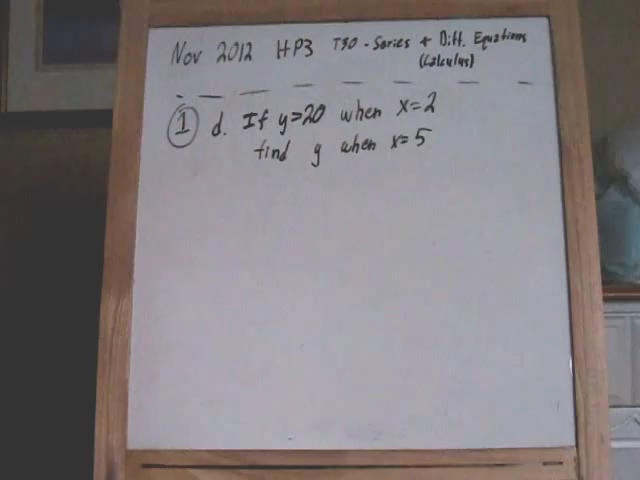 Nov 2012 HP3 T30 - Series + Diff. Equations
(Calculus)
1 d. If y=20 when x=2
find y when x=5